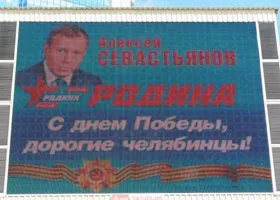 Алексей
СЕВАСТЬЯНОВ
РОДИНА
РОДИНА
С днем Победы,
дорогие челябинцы!